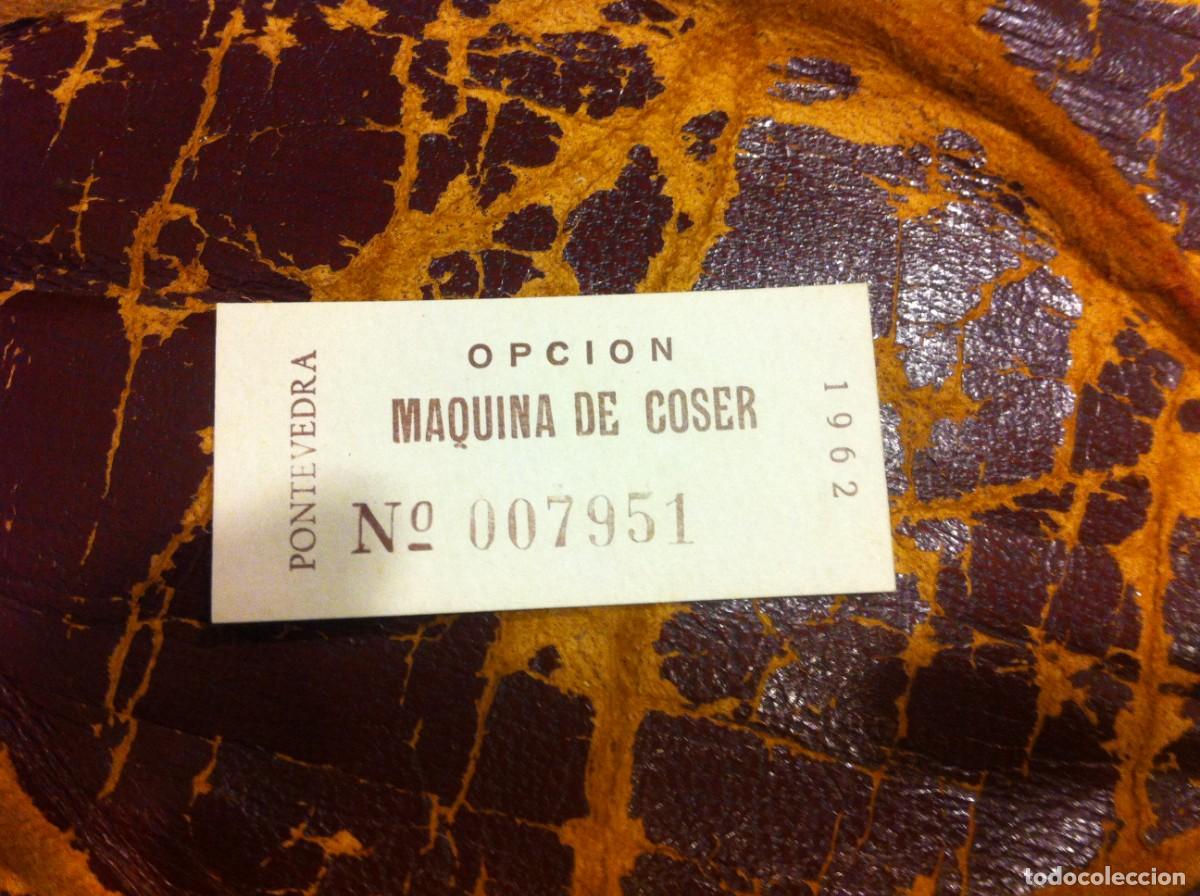 PONTEVEDRA
OPCION
MAQUINA DE COSER
Nº 007951
1962
todocoleccion